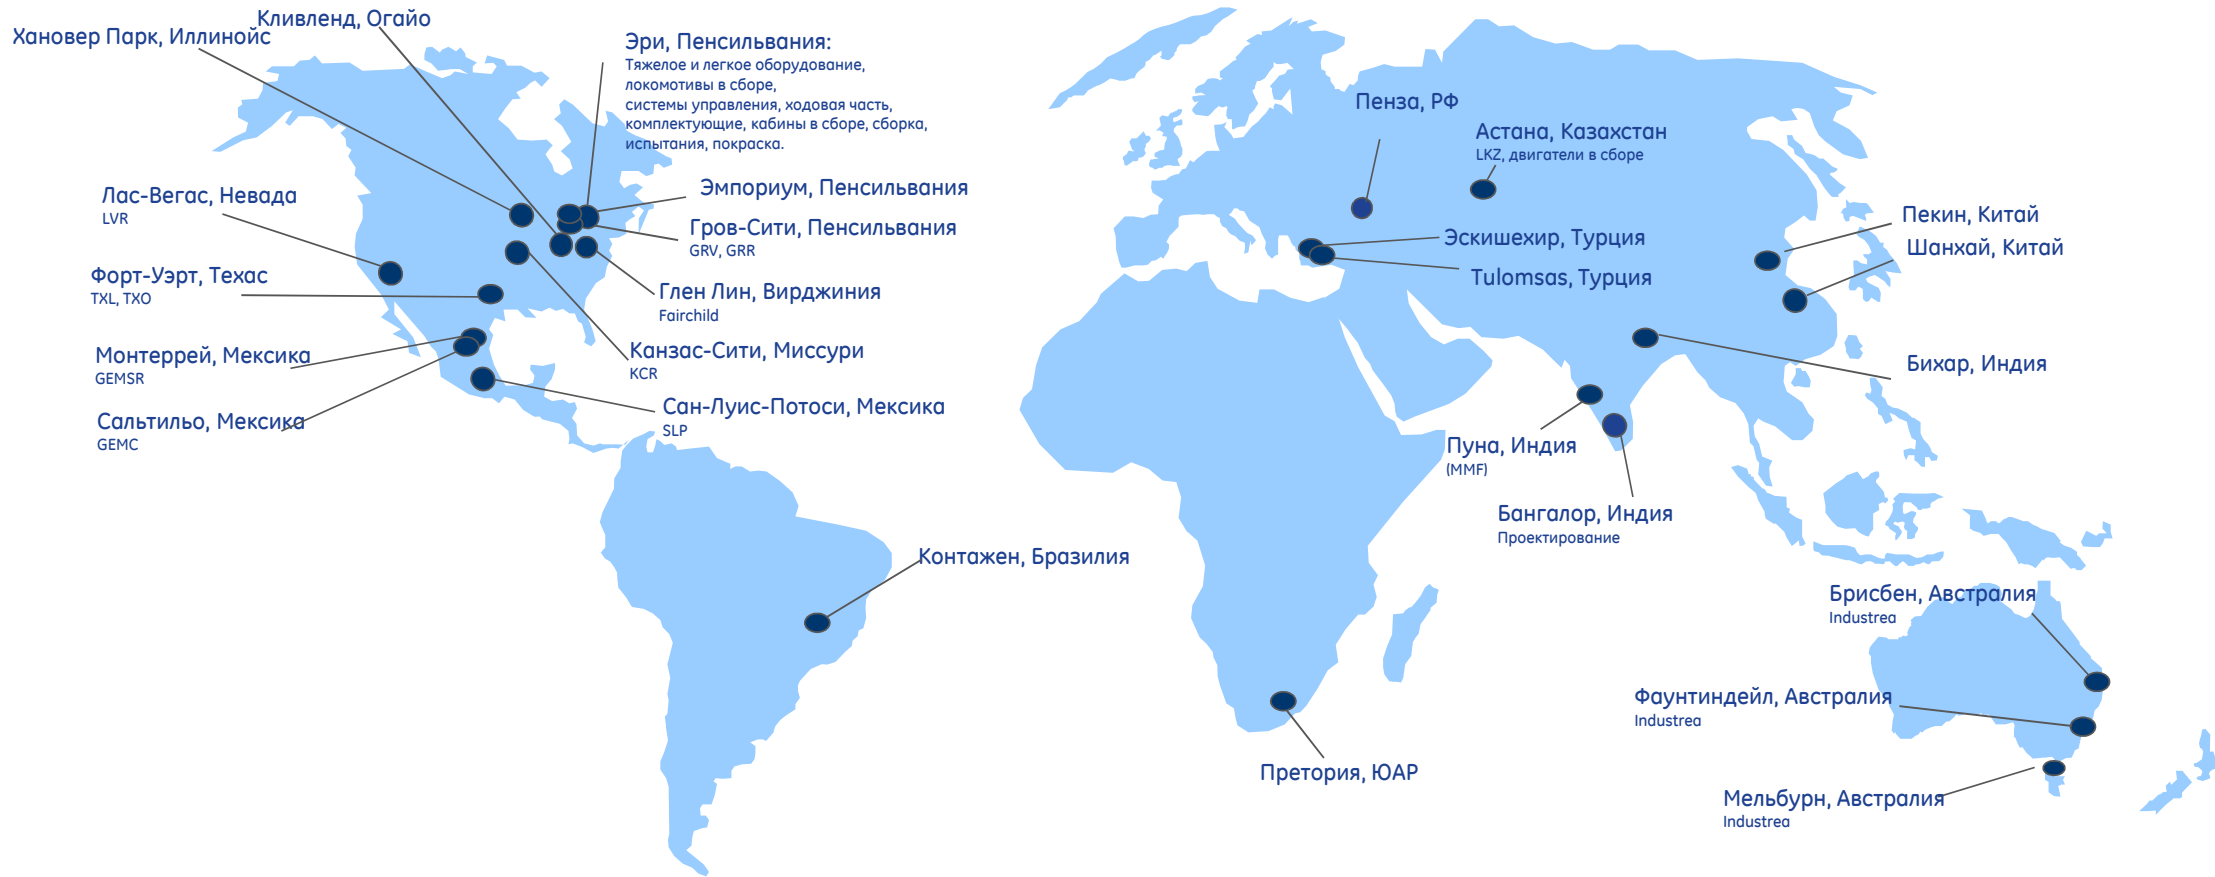 Кливленд, Огайо
Хановер Парк, Иллинойс
Эри, Пенсильвания:
Тяжелое и легкое оборудование,
локомотивы в сборе,
системы управления, ходовая часть,
комплектующие, кабины в сборе, сборка,
испытания, покраска.
Эмпориум, Пенсильвания
Лас-Вегас, Невада
LVR
Гров-Сити, Пенсильвания
GRV, GRR
Форт-Уэрт, Техас
TXL, TXO
Глен Лин, Вирджиния
Fairchild
Монтеррей, Мексика
GEMSR
Канзас-Сити, Миссури
KCR
Сальтильо, Мексика
GEMC
Сан-Луис-Потоси, Мексика
SLP
Контажен, Бразилия
Пенза, РФ
Астана, Казахстан
LKZ, двигатели в сборе
Эскишехир, Турция
Tulomsas, Турция
Пекин, Китай
Шанхай, Китай
Бихар, Индия
Пуна, Индия
(MMF)
Бангалор, Индия
Проектирование
Брисбен, Австралия
Industrea
Фаунтиндейл, Австралия
Industrea
Претория, ЮАР
Мельбурн, Австралия
Industrea